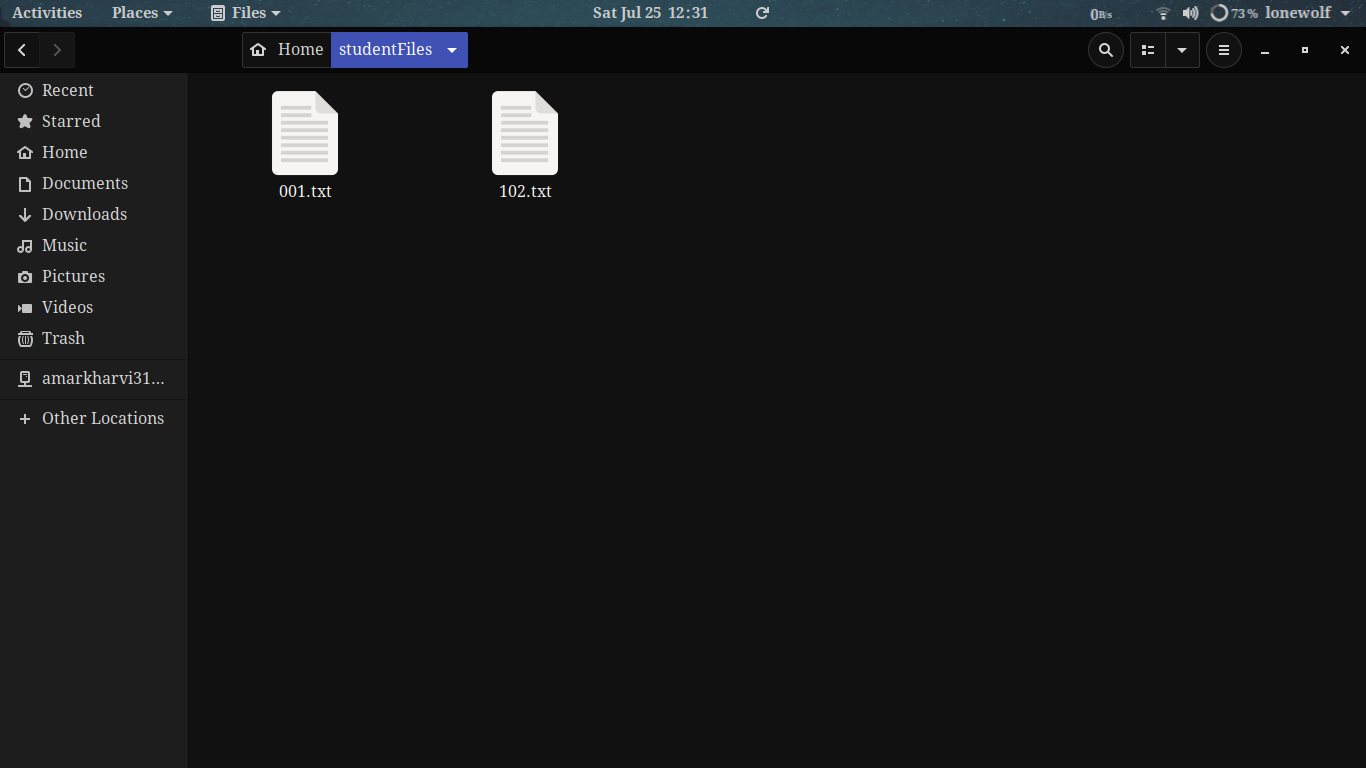 Activities Places Files Sat Jul 25 12:31 0B/s 73% lonewolf
Home studentFiles
Recent
Starred
Home
Documents
Downloads
Music
Pictures
Videos
Trash
amarkharvi31...
Other Locations
001.txt 102.txt